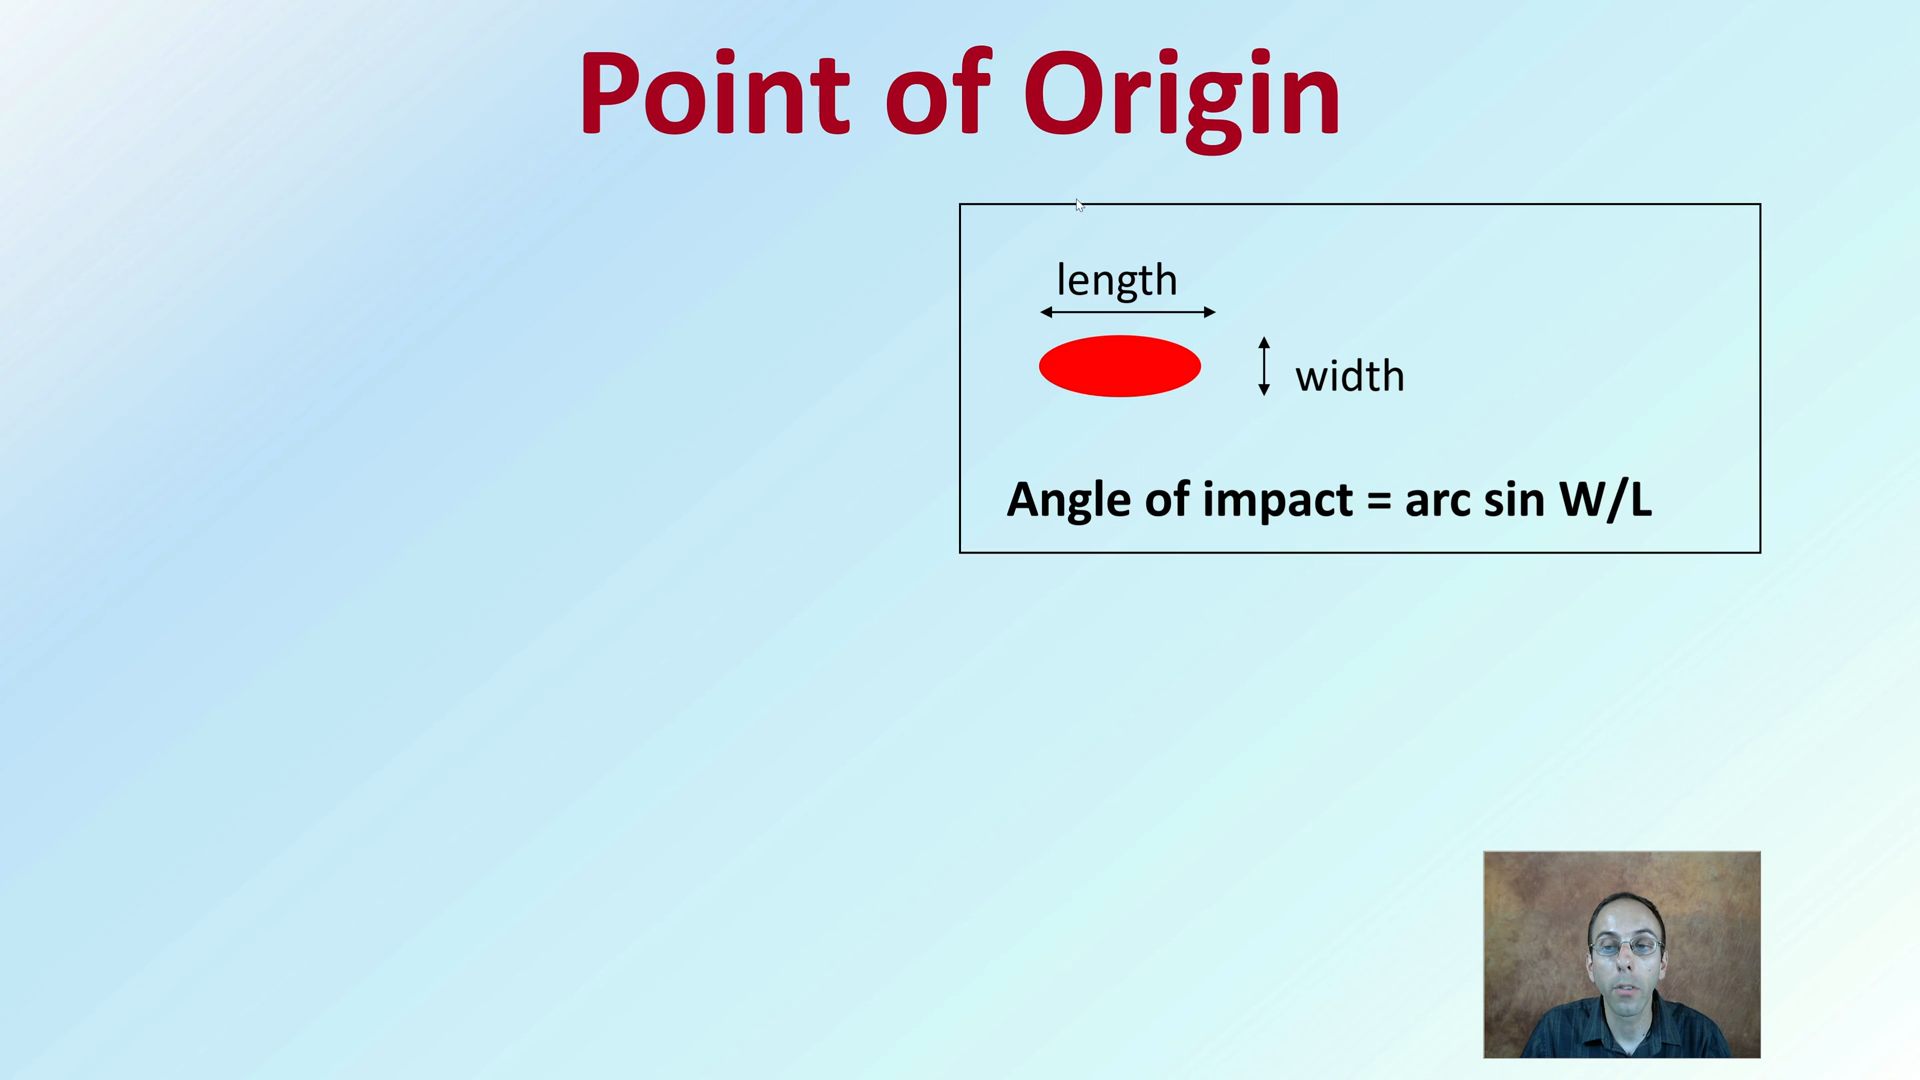 Point of Origin
length
width
Angle of impact = arc sin W/L